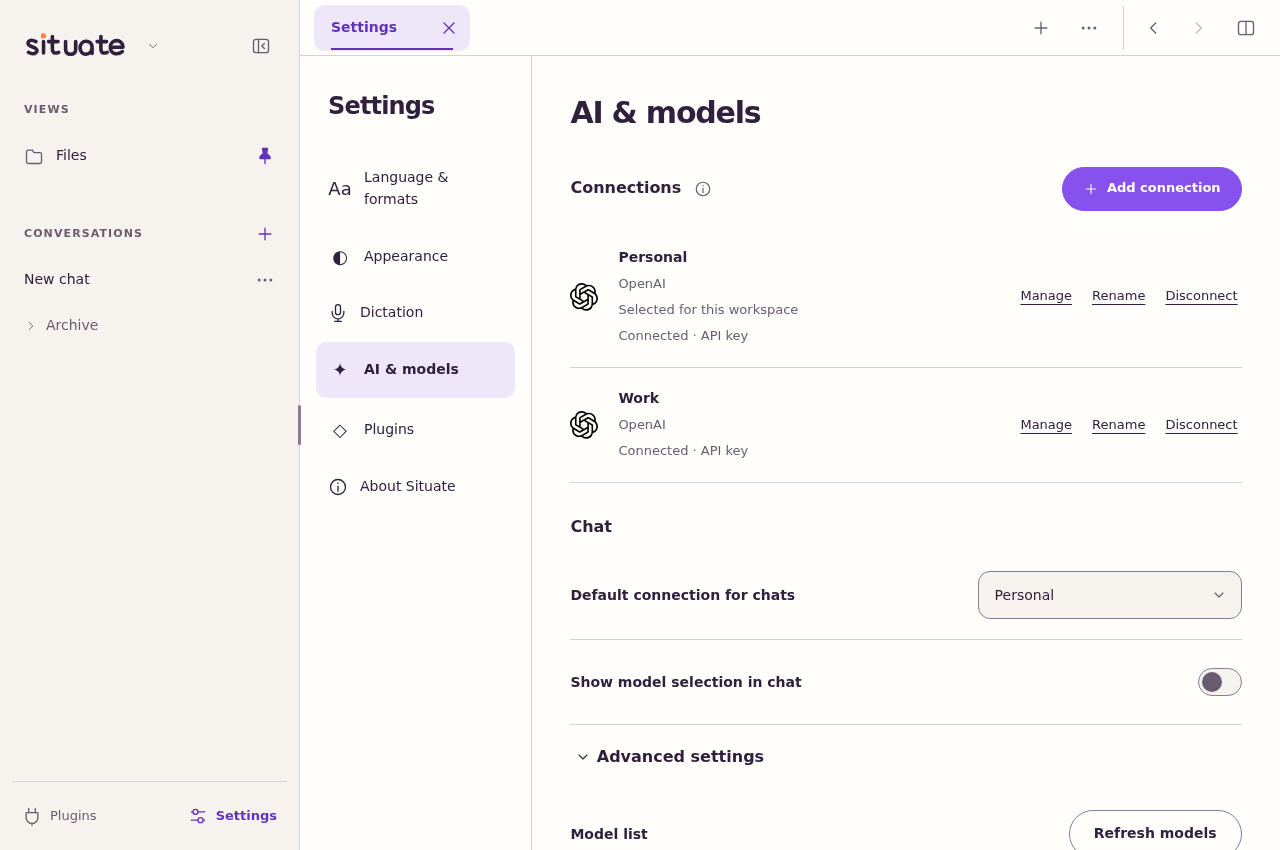 situate
VIEWS
Files
CONVERSATIONS
New chat
Archive
Plugins
Settings
Settings
Settings
Aa
Language &
formats
Appearance
Dictation
AI & models
Plugins
About Situate
AI & models
Connections
Add connection
Personal
OpenAI
Selected for this workspace
Connected · API key
Manage
Rename
Disconnect
Work
OpenAI
Connected · API key
Manage
Rename
Disconnect
Chat
Default connection for chats
Personal
Show model selection in chat
Advanced settings
Model list
Refresh models